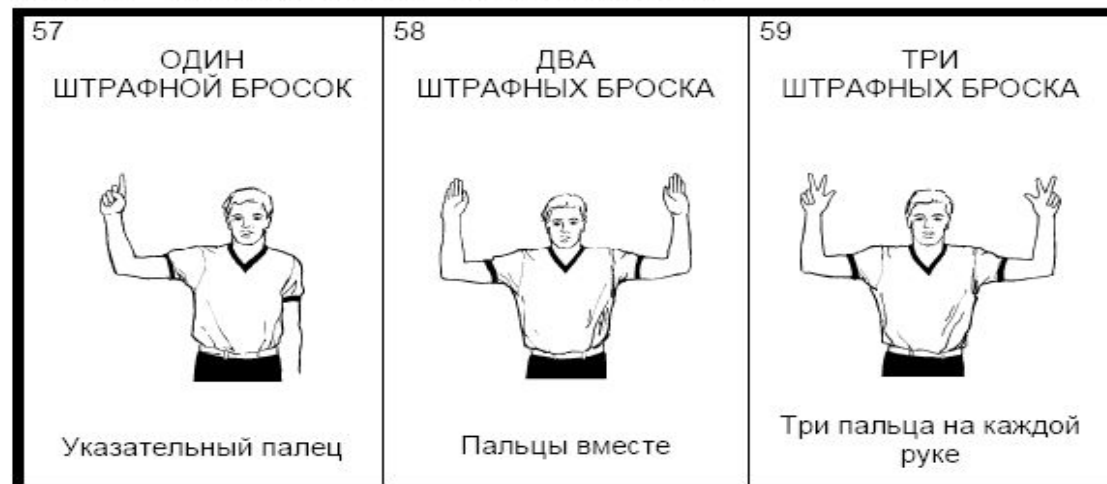 57
ОДИН
ШТРАФНОЙ БРОСОК
Указательный палец
58
ДВА
ШТРАФНЫХ БРОСКА
Пальцы вместе
59
ТРИ
ШТРАФНЫХ БРОСКА
Три пальца на каждой
руке